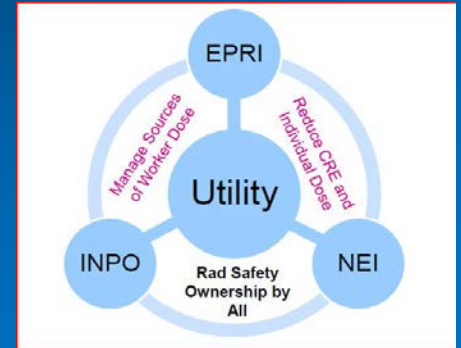 EPRI
Manage Sources
of Worker Dose
Reduce CRE and
Individual Dose
Utility
INPO
Rad Safety
Ownership by
All
NEI